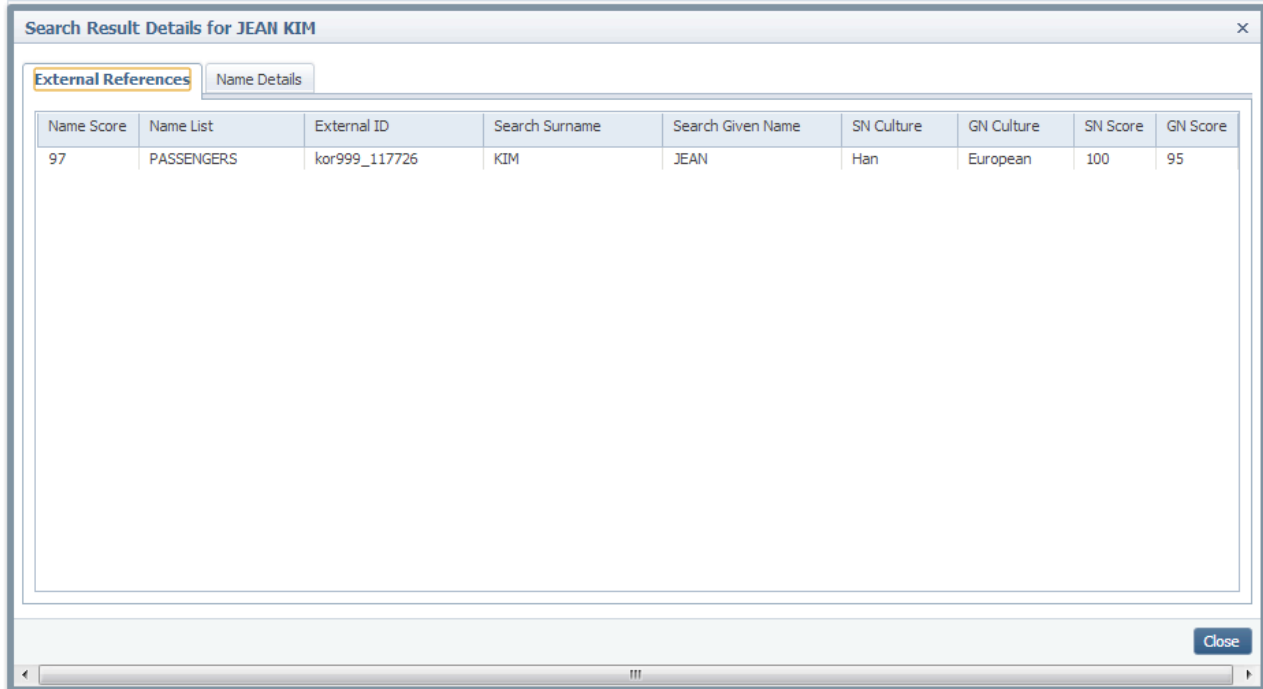 Search Result Details for JEAN KIM
External References Name Details
Name Score Name List External ID Search Surname Search Given Name SN Culture GN Culture SN Score GN Score
97 PASSENGERS kor999_117726 KIM JEAN Han European 100 95
Close